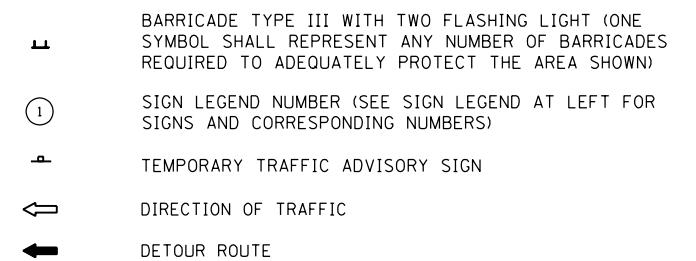 BARRICADE TYPE III WITH TWO FLASHING LIGHT (ONE
SYMBOL SHALL REPRESENT ANY NUMBER OF BARRICADES
REQUIRED TO ADEQUATELY PROTECT THE AREA SHOWN)
1 SIGN LEGEND NUMBER (SEE SIGN LEGEND AT LEFT FOR
SIGNS AND CORRESPONDING NUMBERS)
TEMPORARY TRAFFIC ADVISORY SIGN
DIRECTION OF TRAFFIC
DETOUR ROUTE